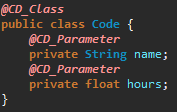 @CD_Class
public class Code {
    @CD_Parameter
    private String name;
    @CD_Parameter
    private float hours;
}